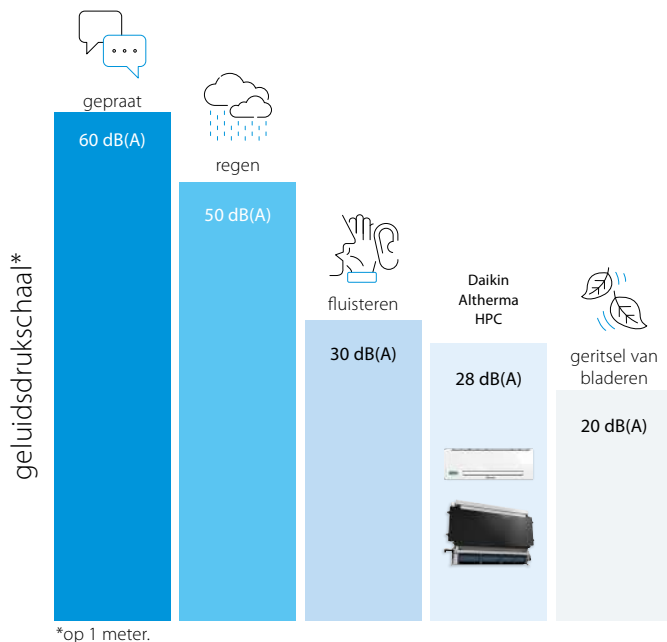 geluidsdrukschaal*
gepraat
60 dB(A)
regen
50 dB(A)
fluisteren
30 dB(A)
Daikin
Altherma
HPC
28 dB(A)
geritsel van
bladeren
20 dB(A)
*op 1 meter.